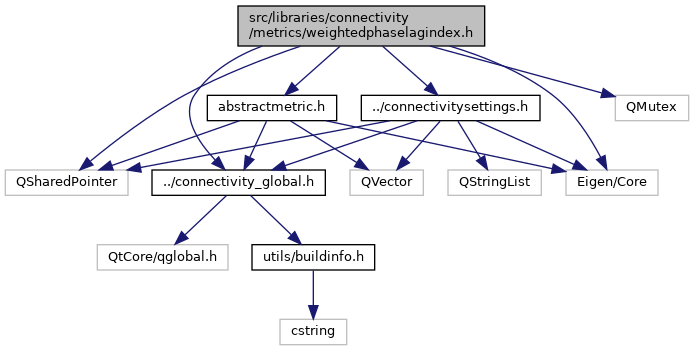 src/libraries/connectivity
/metrics/weightedphaselagindex.h
abstractmetric.h
../connectivitysettings.h
QMutex
QSharedPointer
../connectivity_global.h
QVector
QStringList
Eigen/Core
QtCore/qglobal.h
utils/buildinfo.h
cstring